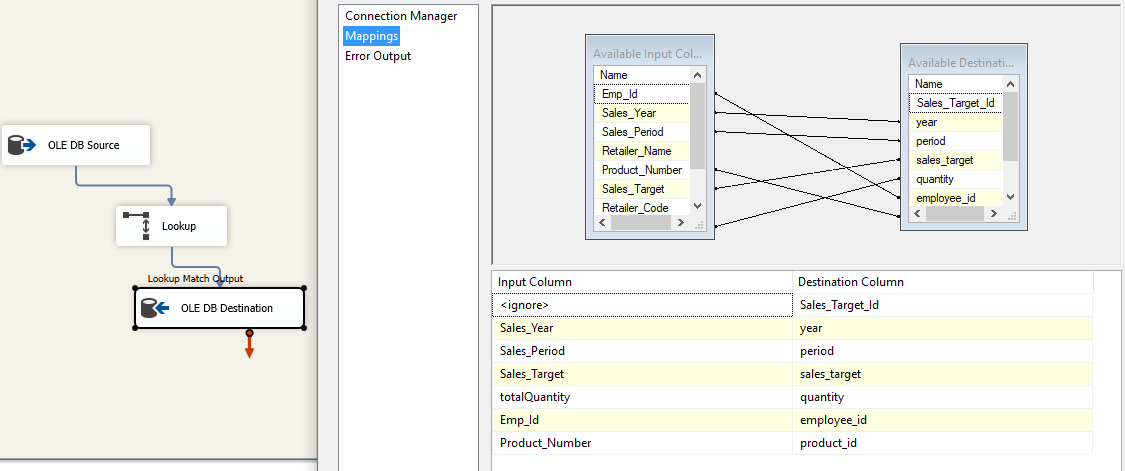 OLE DB Source
Lookup
Lookup Match Output
OLE DB Destination
Connection Manager
Mappings
Error Output
Available Input Col...
Name
Emp_Id
Sales_Year
Sales_Period
Retailer_Name
Product_Number
Sales_Target
Retailer_Code
Available Destinati...
Name
Sales_Target_Id
year
period
sales_target
quantity
employee_id
Input Column Destination Column
<ignore> Sales_Target_Id
Sales_Year year
Sales_Period period
Sales_Target sales_target
totalQuantity quantity
Emp_Id employee_id
Product_Number product_id